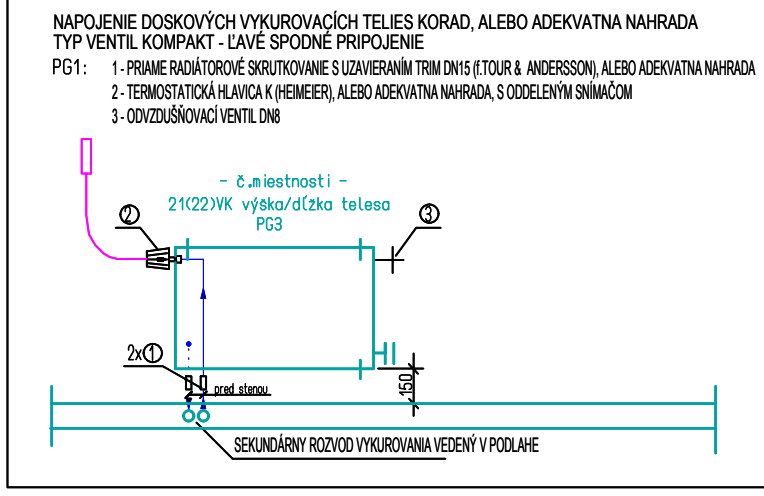 NAPOJENIE DOSKOVÝCH VYKUROVACÍCH TELIES KORAD, ALEBO ADEKVATNA NAHRADA
TYP VENTIL KOMPAKT - ĽAVÉ SPODNÉ PRIPOJENIE
PG1: 1 - PRIAME RADIÁTOROVÉ SKRUTKOVANIE S UZAVIERANÍM TRIM DN15 (f.TOUR & ANDERSSON), ALEBO ADEKVATNA NAHRADA
2 - TERMOSTATICKÁ HLAVICA K (HEIMEIER), ALEBO ADEKVATNA NAHRADA, S ODDELENÝM SNÍMAČOM
3 - ODVZDUŠŇOVACÍ VENTIL DN8
- č.miestnosti -
21(22)VK výška/dĺžka telesa
PG3
2
3
2x1
pred stenou
150
SEKUNDÁRNY ROZVOD VYKUROVANIA VEDENÝ V PODLAHE